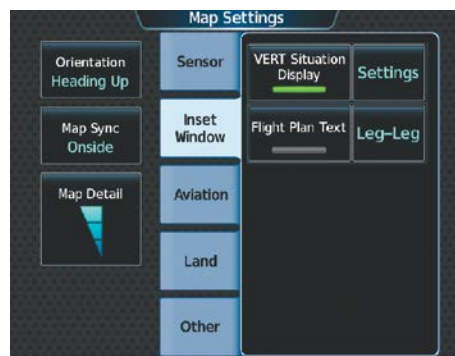 Map Settings
Orientation
Heading Up
Map Sync
Onside
Map Detail
Sensor
Inset
Window
Aviation
Land
Other
VERT Situation
Display
Settings
Flight Plan Text
Leg-Leg